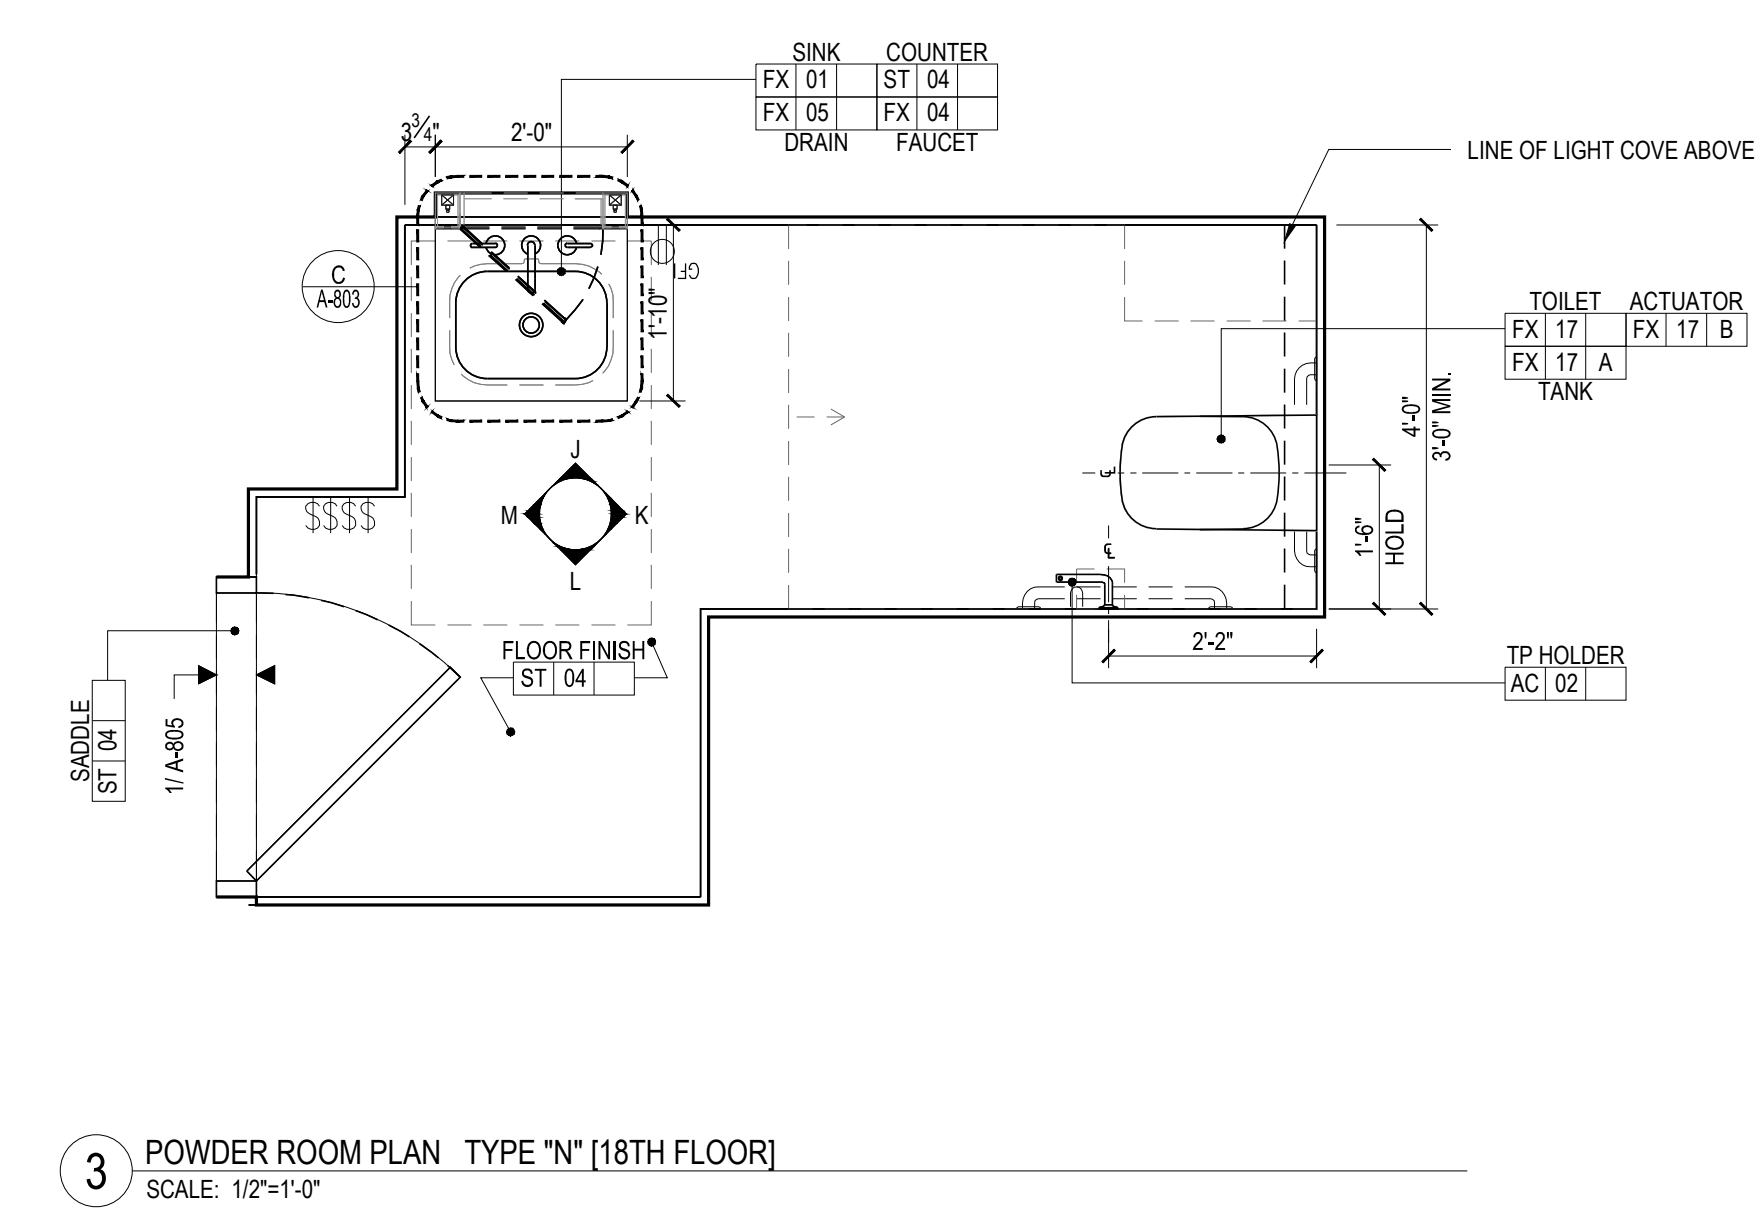 SINK COUNTER
FX 01 ST 04
FX 05 FX 04
DRAIN FAUCET
3 3/4" 2'-0"
LINE OF LIGHT COVE ABOVE
C
A-803
GFI
1'-10"
TOILET ACTUATOR
FX 17 FX 17 B
FX 17 A
TANK
4'-0"
3'-0" MIN.
J
M K
L
$$$$
℄
℄
1'-6"
HOLD
2'-2"
FLOOR FINISH
ST 04
TP HOLDER
AC 02
SADDLE
ST 04
1/ A-805
3
POWDER ROOM PLAN TYPE "N" [18TH FLOOR]
SCALE: 1/2"=1'-0"